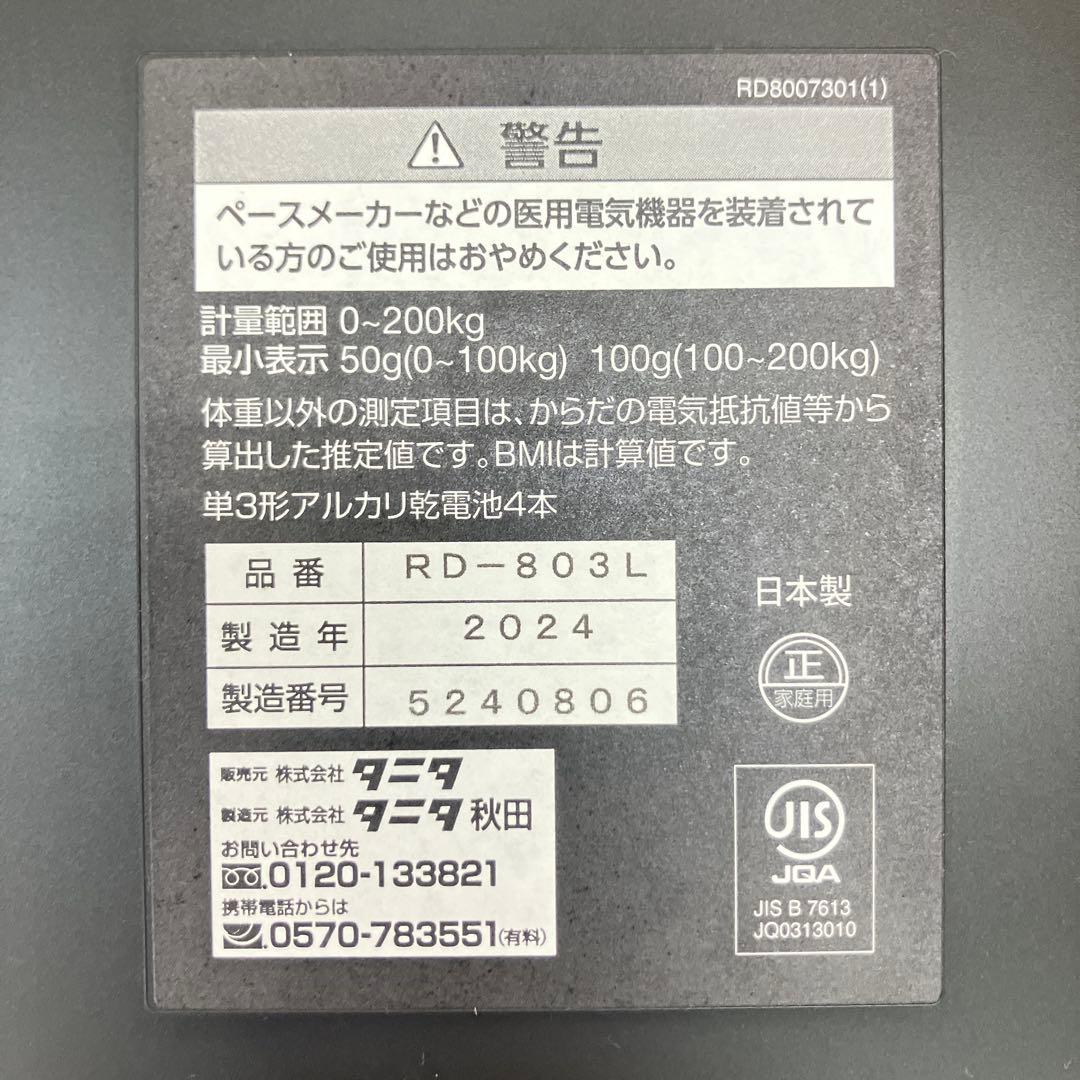 RD8007301(1)
警告
ペースメーカーなどの医用電気機器を装着されて
いる方のご使用はおやめください。
計量範囲 0~200kg
最小表示 50g(0~100kg) 100g(100~200kg)
体重以外の測定項目は、からだの電気抵抗値等から
算出した推定値です。BMIは計算値です。
単3形アルカリ乾電池4本
品番 RD-803L
製造年 2024
製造番号 5240806
日本製
正
家庭用
販売元 株式会社 タニタ
製造元 株式会社 タニタ 秋田
お問い合わせ先
0120-133821
携帯電話からは
0570-783551(有料)
JIS
JQA
JIS B 7613
JQ0313010